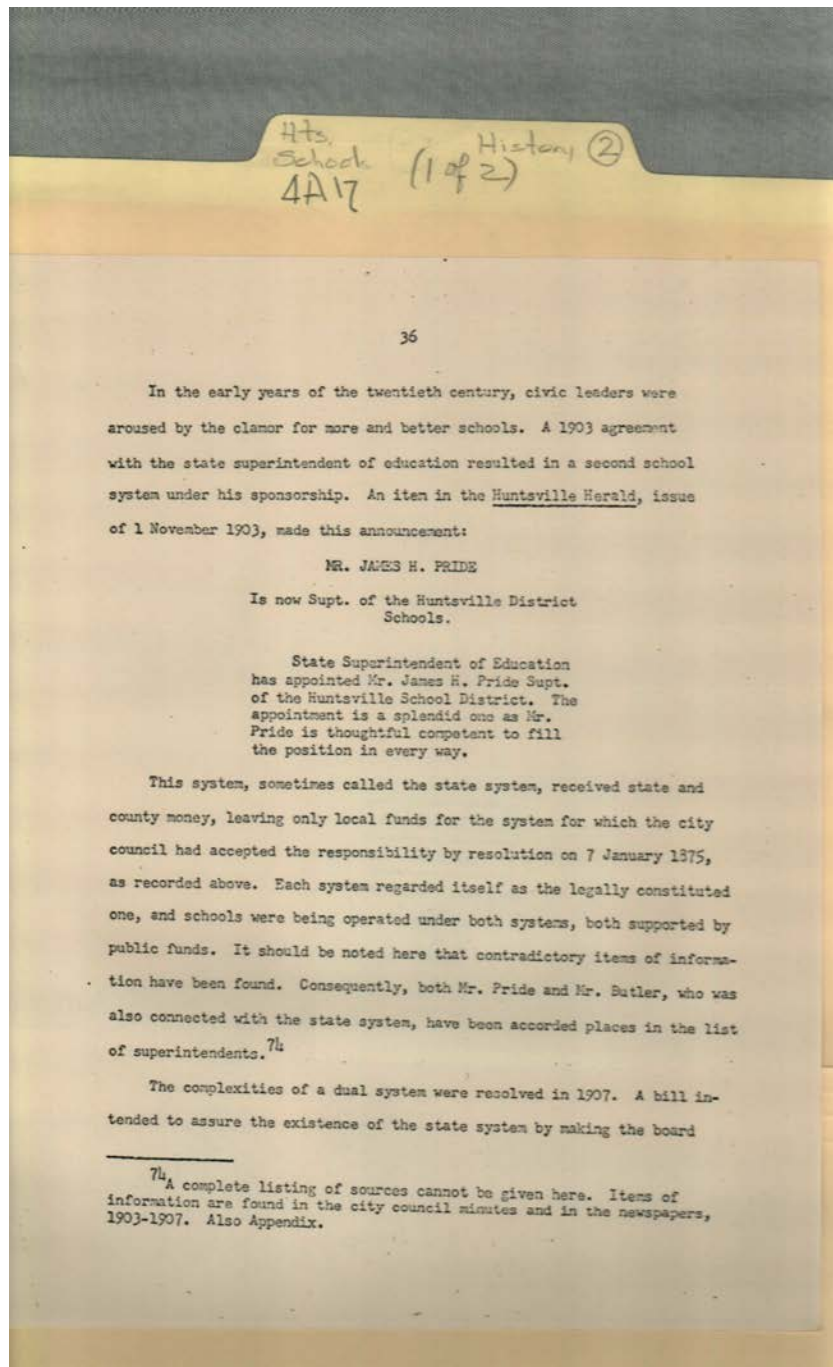 Hts. History ②
School (1 of 2)
4A17
36
In the early years of the twentieth century, civic leaders were
aroused by the clamor for more and better schools. A 1903 agreement
with the state superintendent of education resulted in a second school
system under his sponsorship. An item in the Huntsville Herald, issue
of 1 November 1903, made this announcement:
MR. JAMES H. PRIDE
Is now Supt. of the Huntsville District
Schools.
State Superintendent of Education
has appointed Mr. James H. Pride Supt.
of the Huntsville School District. The
appointment is a splendid one as Mr.
Pride is thoughtful competent to fill
the position in every way.
This system, sometimes called the state system, received state and
county money, leaving only local funds for the system for which the city
council had accepted the responsibility by resolution on 7 January 1875,
as recorded above. Each system regarded itself as the legally constituted
one, and schools were being operated under both systems, both supported by
public funds. It should be noted here that contradictory items of informa-
tion have been found. Consequently, both Mr. Pride and Mr. Butler, who was
also connected with the state system, have been accorded places in the list
of superintendents.74
The complexities of a dual system were resolved in 1907. A bill in-
tended to assure the existence of the state system by making the board
74A complete listing of sources cannot be given here. Items of
information are found in the city council minutes and in the newspapers,
1903-1907. Also Appendix.